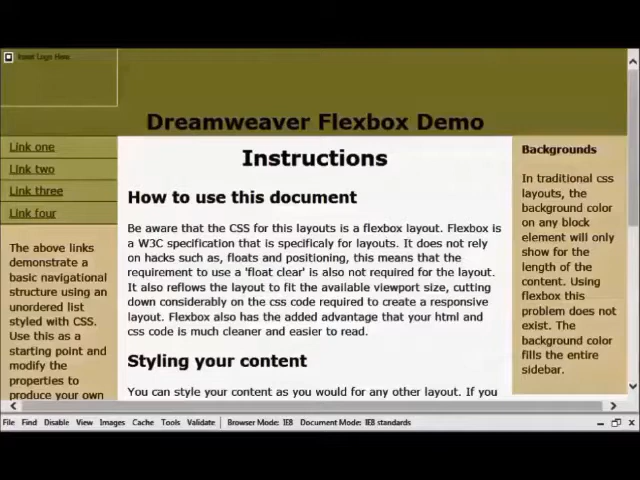 Insert Logo Here
Dreamweaver Flexbox Demo
Link one
Link two
Link three
Link four
The above links
demonstrate a
basic navigational
structure using an
unordered list
styled with CSS.
Use this as a
starting point and
modify the
properties to
produce your own
Instructions
How to use this document
Be aware that the CSS for this layouts is a flexbox layout. Flexbox is
a W3C specification that is specificaly for layouts. It does not rely
on hacks such as, floats and positioning, this means that the
requirement to use a 'float clear' is also not required for the layout.
It also reflows the layout to fit the available viewport size, cutting
down considerably on the css code required to create a responsive
layout. Flexbox also has the added advantage that your html and
css code is much cleaner and easier to read.
Styling your content
You can style your content as you would for any other layout. If you
Backgrounds
In traditional css
layouts, the
background color
on any block
element will only
show for the
length of the
content. Using
flexbox this
problem does not
exist. The
background color
fills the entire
sidebar.
File Find Disable View Images Cache Tools Validate Browser Mode: IE8 Document Mode: IE8 standards